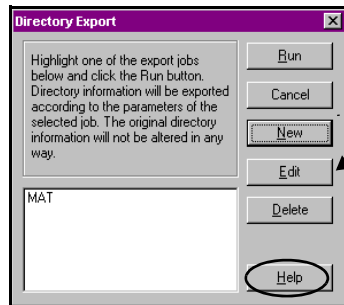 Directory Export
Highlight one of the export jobs
below and click the Run button.
Directory information will be exported
according to the parameters of the
selected job. The original directory
information will not be altered in any
way.
MAT
Run
Cancel
New
Edit
Delete
Help